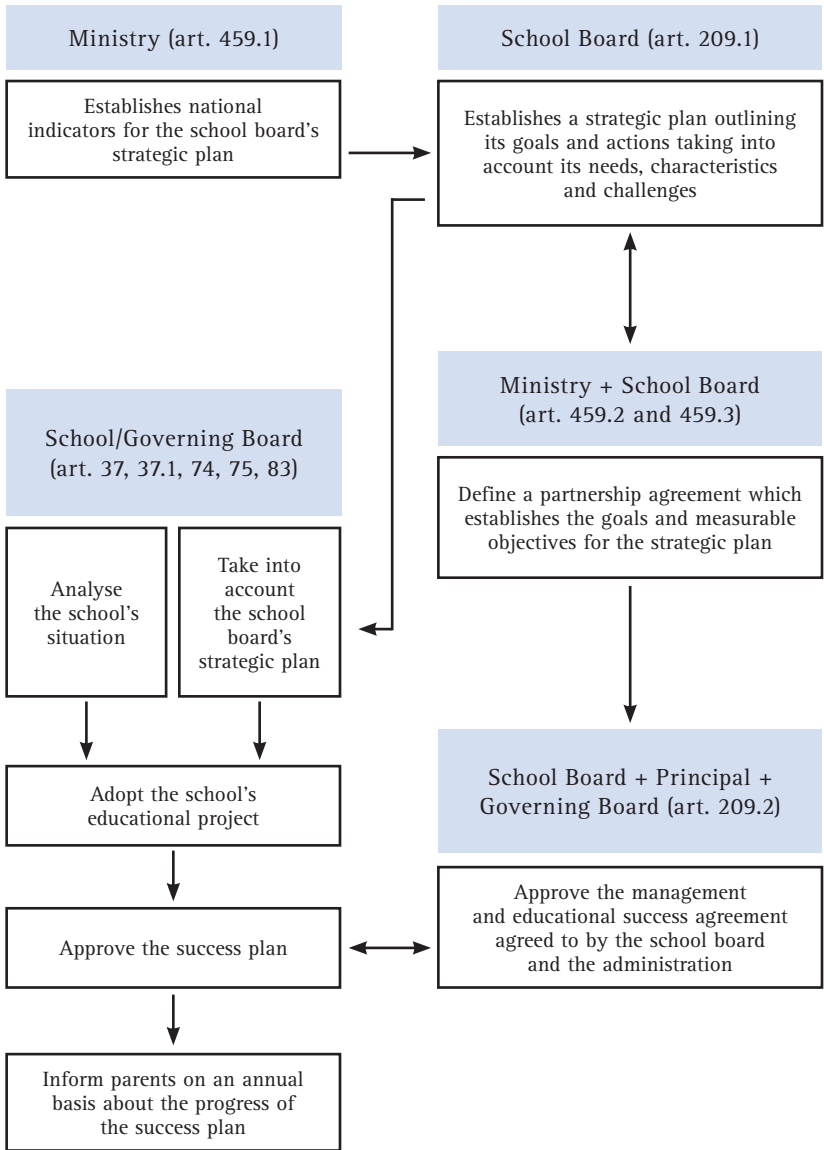 Ministry (art. 459.1)
Establishes national
indicators for the school board's
strategic plan
School Board (art. 209.1)
Establishes a strategic plan outlining
its goals and actions taking into
account its needs, characteristics
and challenges
Ministry + School Board
(art. 459.2 and 459.3)
Define a partnership agreement which
establishes the goals and measurable
objectives for the strategic plan
School/Governing Board
(art. 37, 37.1, 74, 75, 83)
Analyse
the school's
situation
Take into
account
the school
board's
strategic plan
Adopt the school's
educational project
School Board + Principal +
Governing Board (art. 209.2)
Approve the management
and educational success agreement
agreed to by the school board
and the administration
Approve the success plan
Inform parents on an annual
basis about the progress of
the success plan